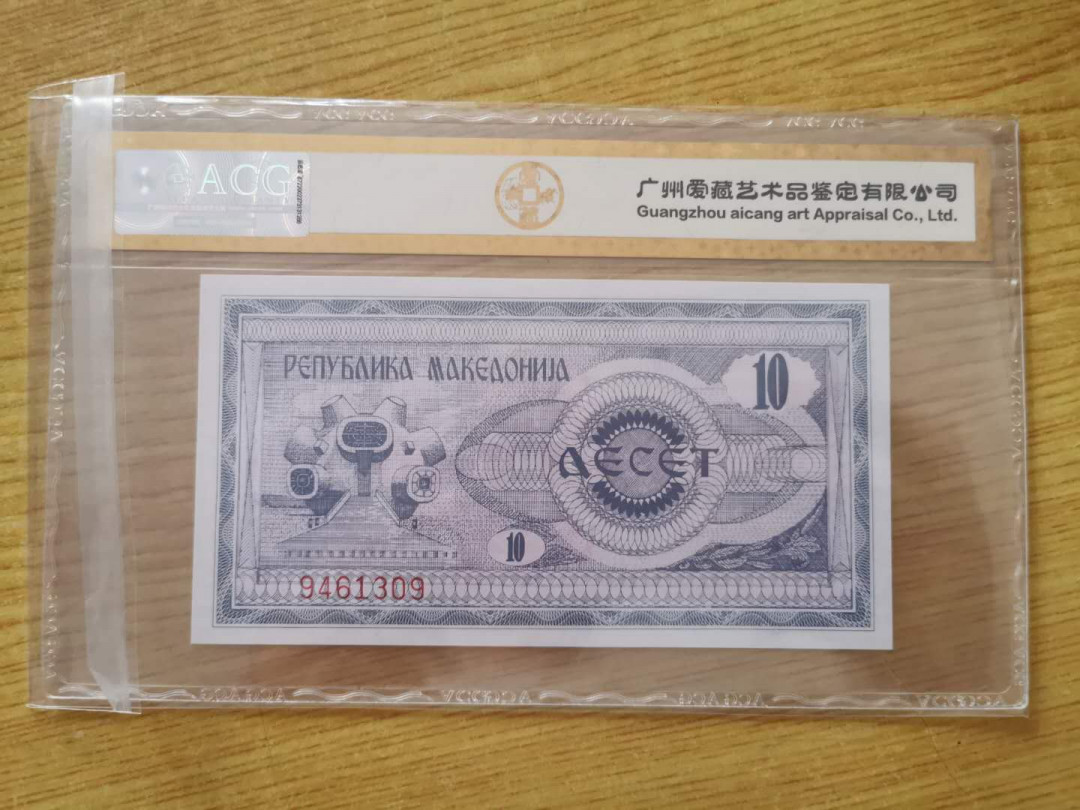 ACG
广州爱藏艺术品鉴定有限公司
Guangzhou aicang art Appraisal Co., Ltd.
РЕПУБЛИКА МАКЕДОНИЈА
10
ДЕСЕТ
10
9461309